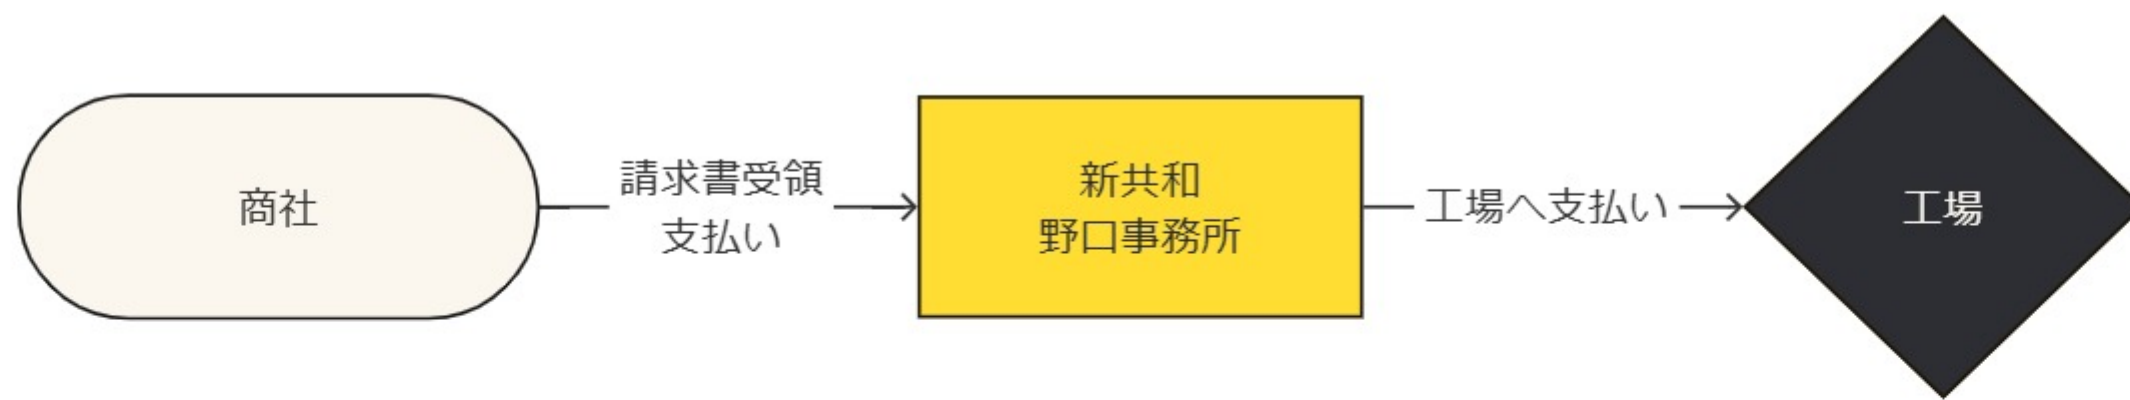 商社
請求書受領
支払い
新共和
野口事務所
工場へ支払い
工場